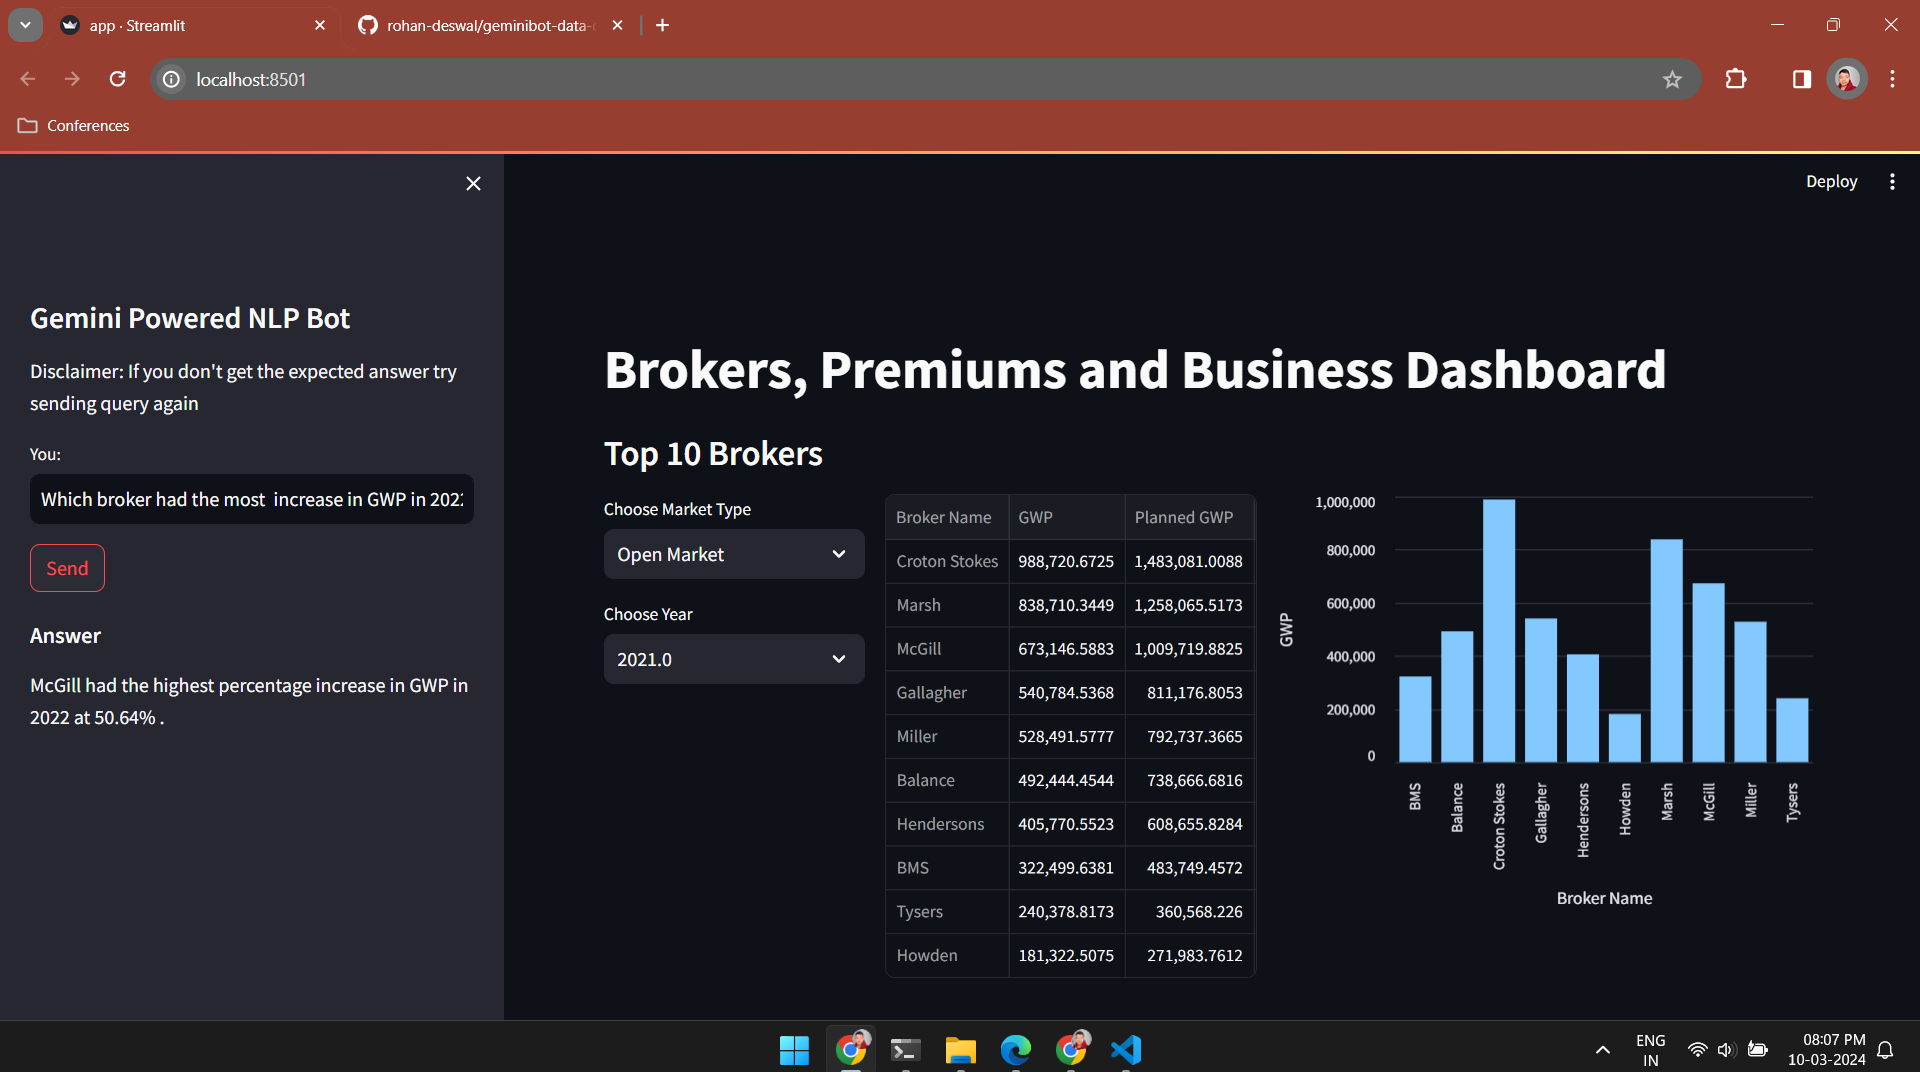 app · Streamlit
rohan-deswal/geminibot-data-
localhost:8501
Conferences
Deploy
Gemini Powered NLP Bot
Disclaimer: If you don't get the expected answer try
sending query again
You:
Which broker had the most  increase in GWP in 2022
Send
Answer
McGill had the highest percentage increase in GWP in
2022 at 50.64% .
Brokers, Premiums and Business Dashboard
Top 10 Brokers
Choose Market Type
Open Market
Choose Year
2021.0
Broker Name GWP Planned GWP
Croton Stokes 988,720.6725 1,483,081.0088
Marsh 838,710.3449 1,258,065.5173
McGill 673,146.5883 1,009,719.8825
Gallagher 540,784.5368 811,176.8053
Miller 528,491.5777 792,737.3665
Balance 492,444.4544 738,666.6816
Hendersons 405,770.5523 608,655.8284
BMS 322,499.6381 483,749.4572
Tysers 240,378.8173 360,568.226
Howden 181,322.5075 271,983.7612
1,000,000
800,000
600,000
400,000
200,000
0
GWP
BMS
Balance
Croton Stokes
Gallagher
Hendersons
Howden
Marsh
McGill
Miller
Tysers
Broker Name
ENG
IN
08:07 PM
10-03-2024